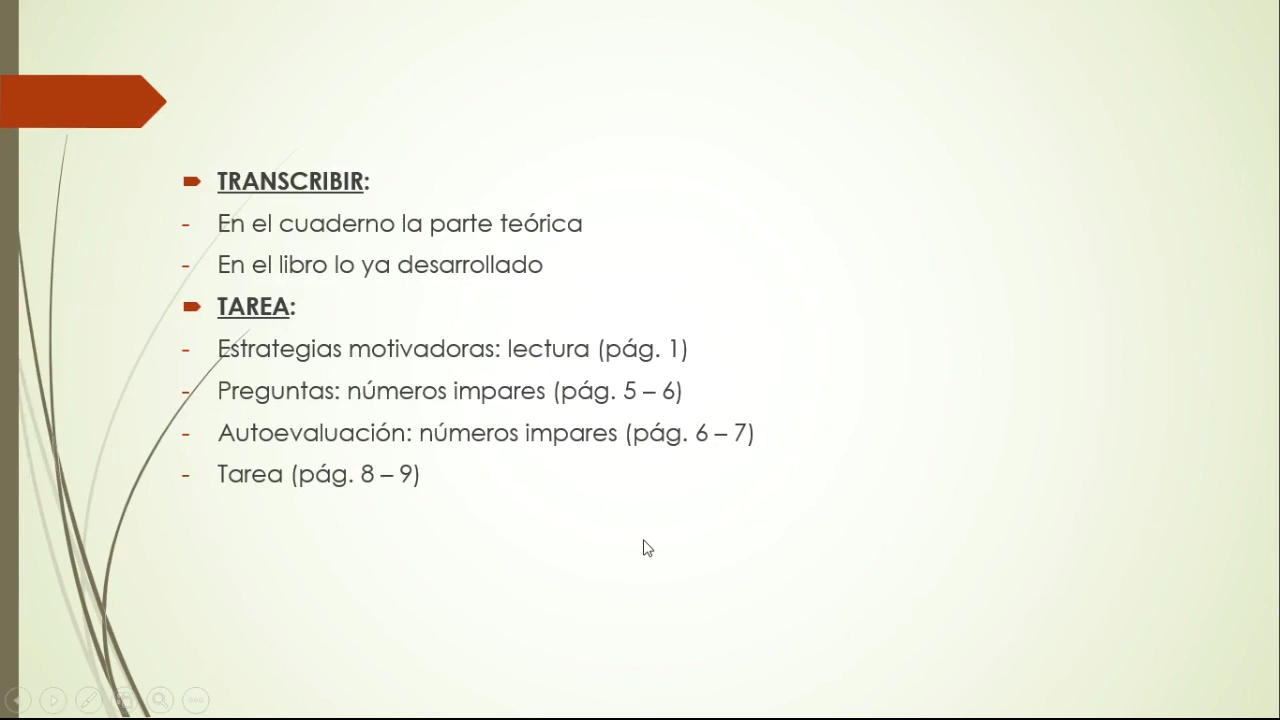 TRANSCRIBIR:
- En el cuaderno la parte teórica
- En el libro lo ya desarrollado
TAREA:
- Estrategias motivadoras: lectura (pág. 1)
- Preguntas: números impares (pág. 5 – 6)
- Autoevaluación: números impares (pág. 6 – 7)
- Tarea (pág. 8 – 9)